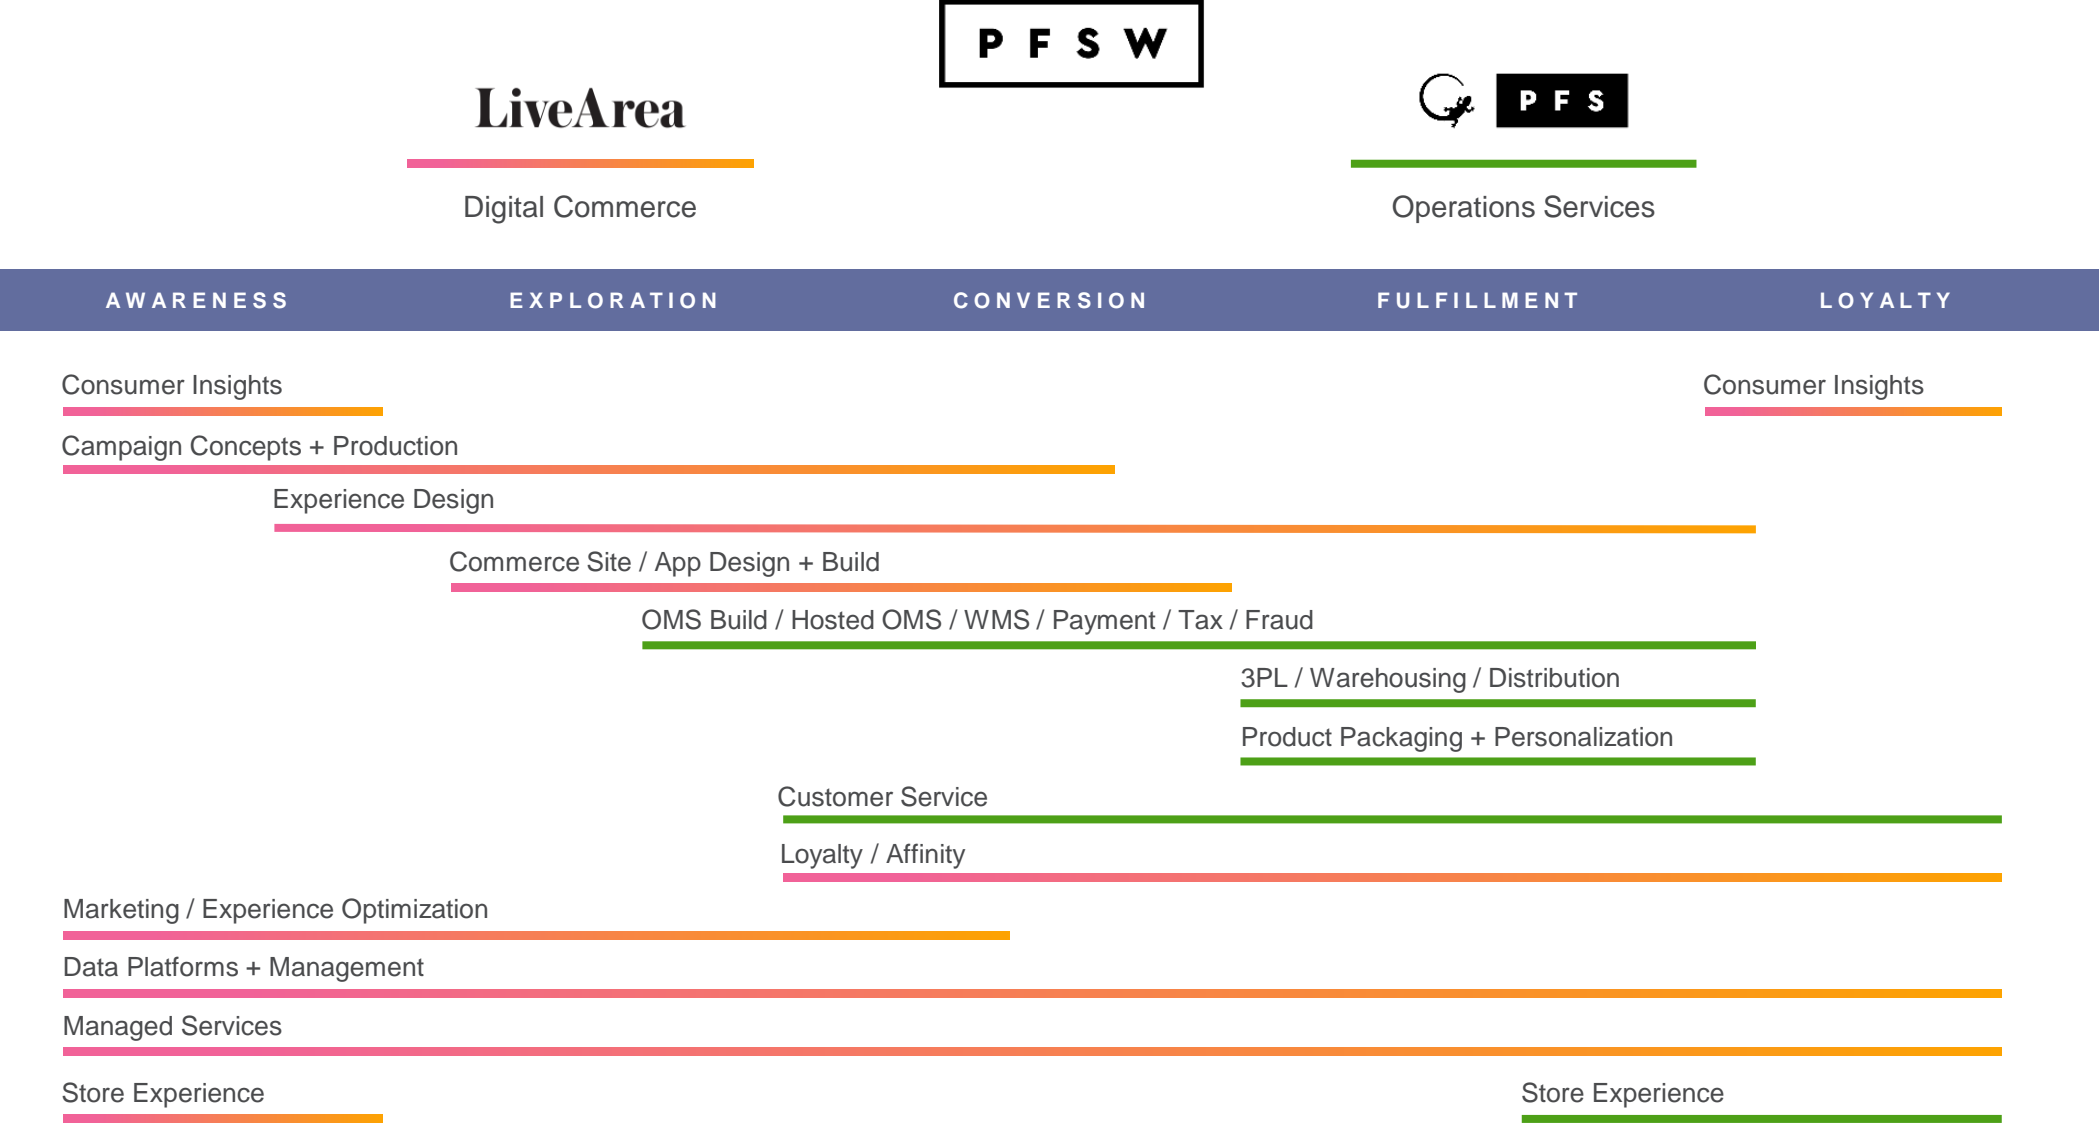 PFSW
LiveArea
PFS
Digital Commerce
Operations Services
AWARENESS EXPLORATION CONVERSION FULFILLMENT LOYALTY
Consumer Insights
Consumer Insights
Campaign Concepts + Production
Experience Design
Commerce Site / App Design + Build
OMS Build / Hosted OMS / WMS / Payment / Tax / Fraud
3PL / Warehousing / Distribution
Product Packaging + Personalization
Customer Service
Loyalty / Affinity
Marketing / Experience Optimization
Data Platforms + Management
Managed Services
Store Experience
Store Experience